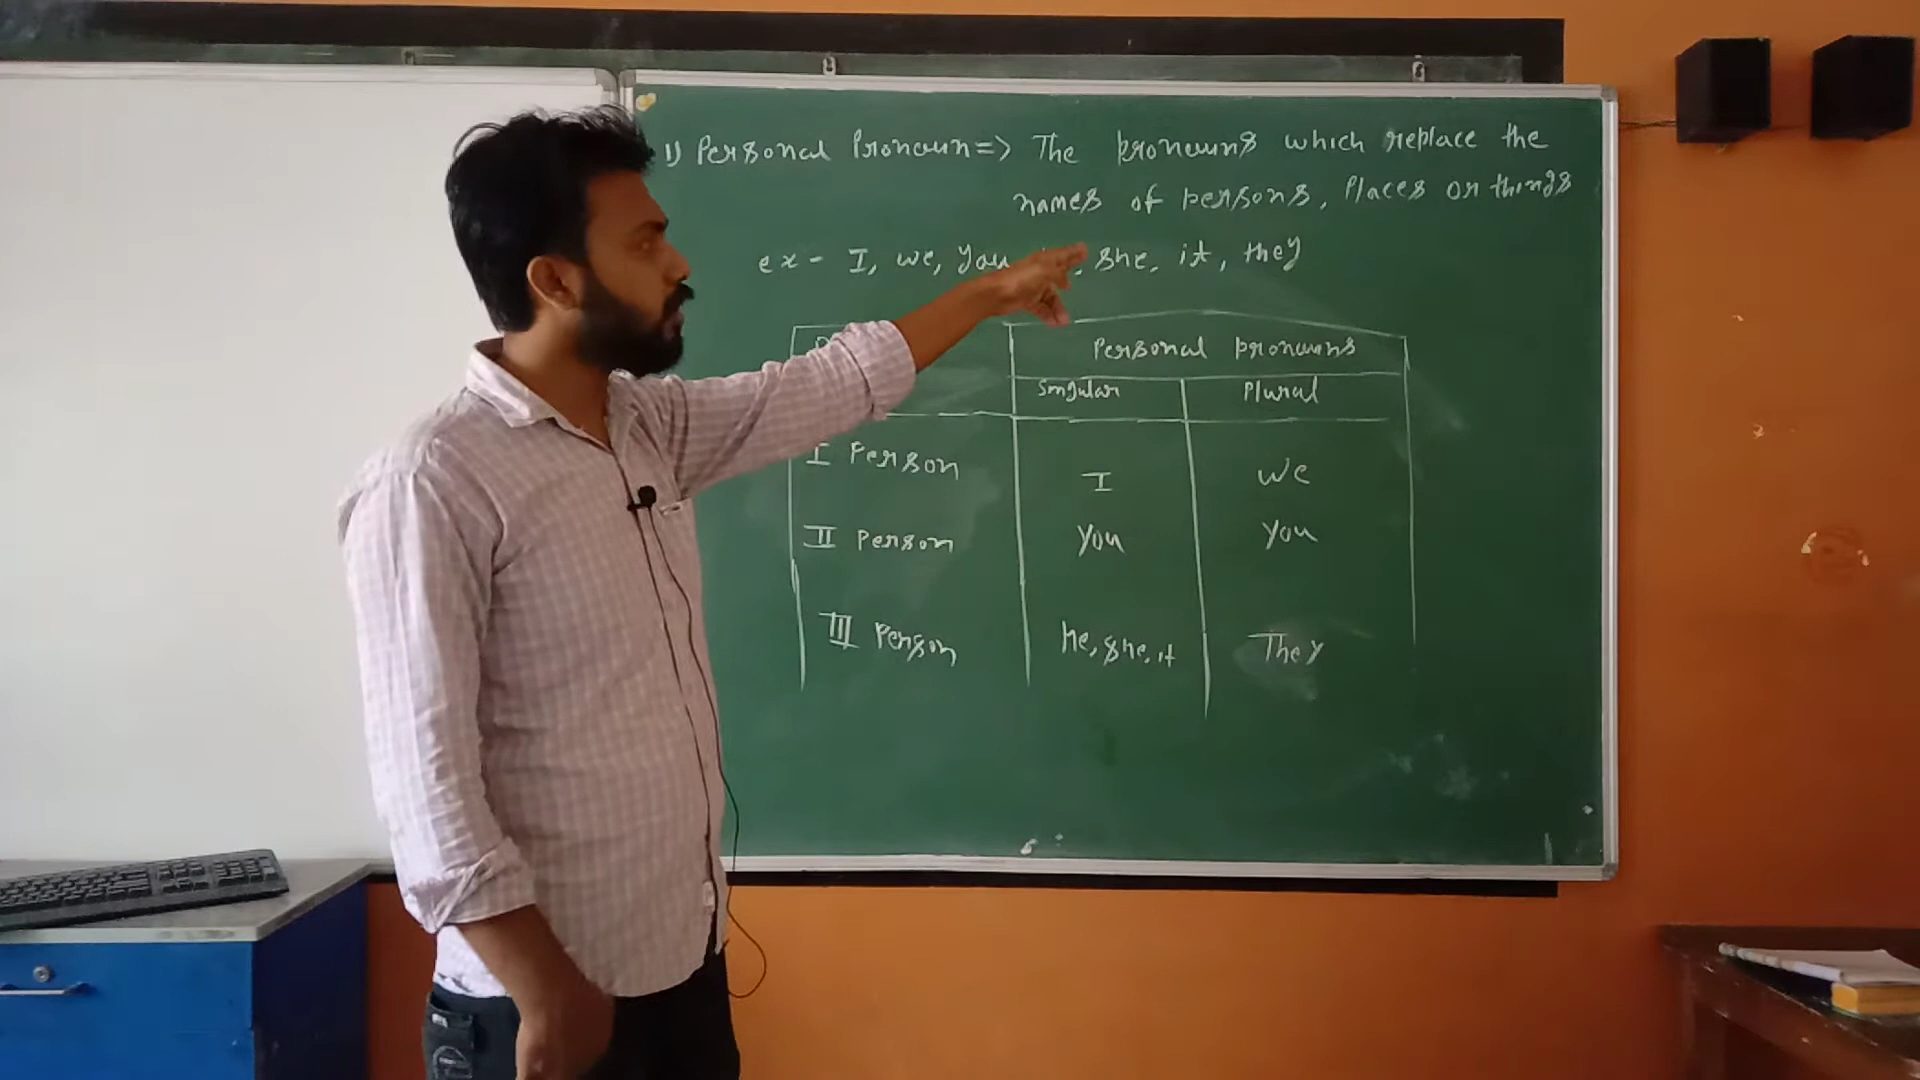 1) Personal Pronoun => The pronouns which replace the
names of persons, Places or things
ex - I, we, you, she, it, they
Personal pronouns
Singular Plural
I Person I we
II Person you you
III Person he, she, it They